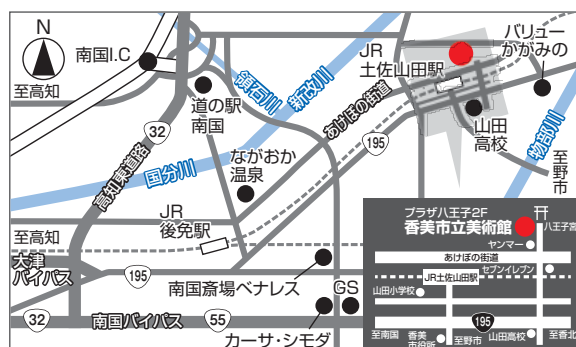 N
南国I.C
至高知
道の駅
南国
領石川
新改川
JR
土佐山田駅
バリュー
かがみの
あけぼの街道
195
山田
高校
物部川
至野市
32
高知東道路
国分川
ながおか
温泉
JR
後免駅
至高知
大津
バイパス
195
南国斎場ベナレス
GS
32
南国バイパス
55
カーサ・シモダ
プラザ八王子2F
香美市立美術館
八王子宮
ヤンマー
あけぼの街道
セブンイレブン
JR土佐山田駅
山田小学校
195
至南国
香美
市役所
至野市
山田高校
至香北